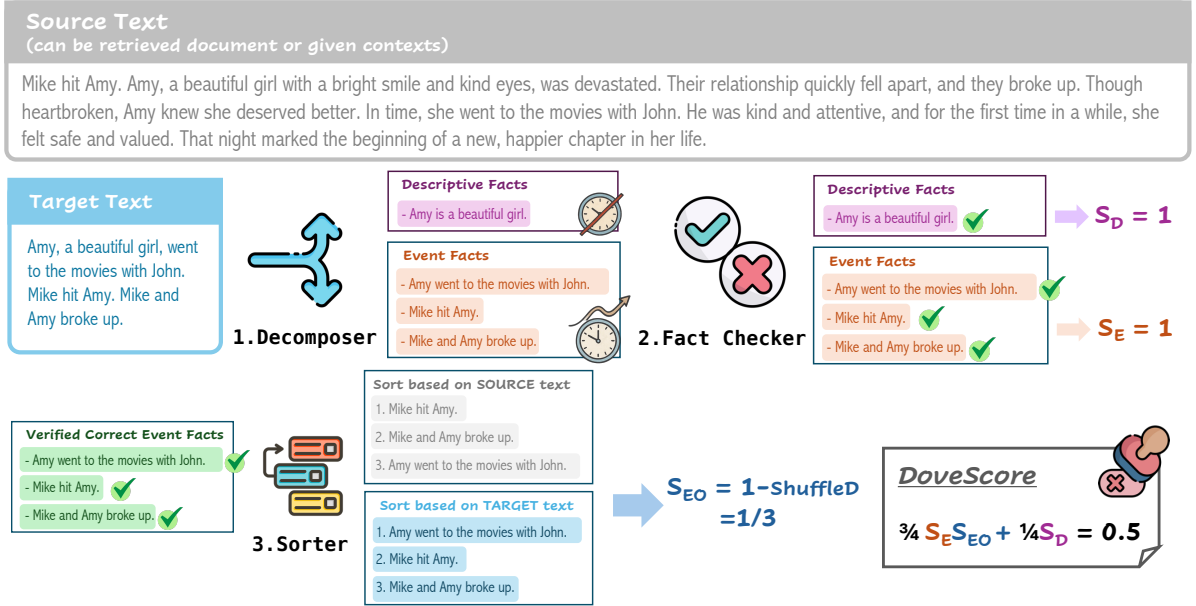 Source Text
(can be retrieved document or given contexts)
Mike hit Amy. Amy, a beautiful girl with a bright smile and kind eyes, was devastated. Their relationship quickly fell apart, and they broke up. Though
heartbroken, Amy knew she deserved better. In time, she went to the movies with John. He was kind and attentive, and for the first time in a while, she
felt safe and valued. That night marked the beginning of a new, happier chapter in her life.
Target Text
Amy, a beautiful girl, went
to the movies with John.
Mike hit Amy. Mike and
Amy broke up.
1.Decomposer
Descriptive Facts
- Amy is a beautiful girl.
Event Facts
- Amy went to the movies with John.
- Mike hit Amy.
- Mike and Amy broke up.
2.Fact Checker
Descriptive Facts
- Amy is a beautiful girl.
S_D = 1
Event Facts
- Amy went to the movies with John.
- Mike hit Amy.
- Mike and Amy broke up.
S_E = 1
Verified Correct Event Facts
- Amy went to the movies with John.
- Mike hit Amy.
- Mike and Amy broke up.
3.Sorter
Sort based on SOURCE text
1. Mike hit Amy.
2. Mike and Amy broke up.
3. Amy went to the movies with John.
Sort based on TARGET text
1. Amy went to the movies with John.
2. Mike hit Amy.
3. Mike and Amy broke up.
S_EO = 1-ShuffleD
=1/3
DoveScore
¾ S_E S_EO + ¼ S_D = 0.5